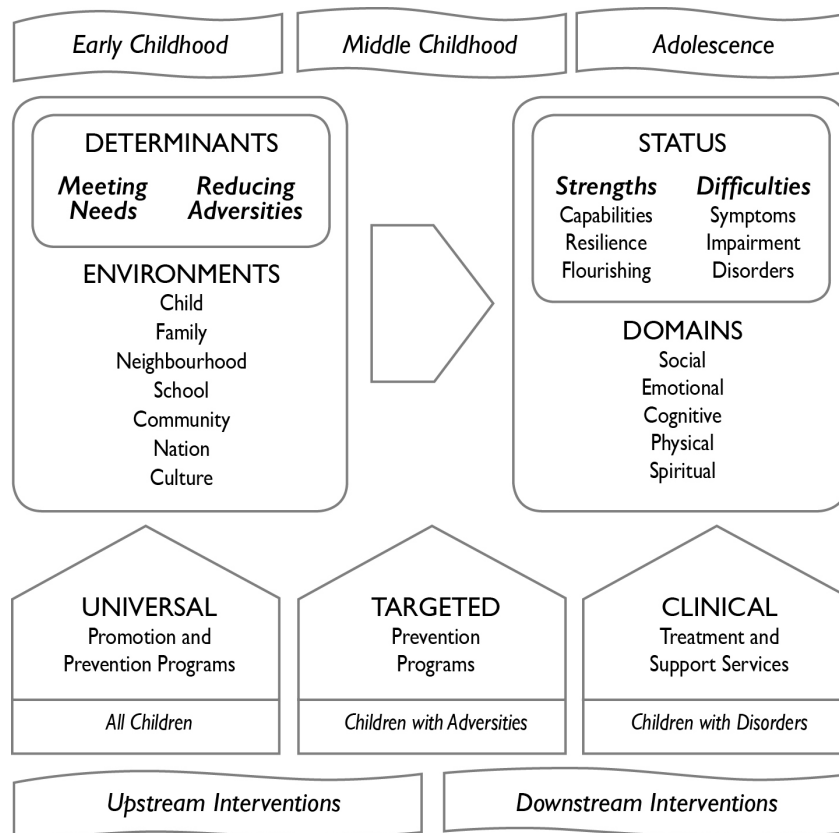 Early Childhood
Middle Childhood
Adolescence
DETERMINANTS
Meeting Needs
Reducing Adversities
ENVIRONMENTS
Child
Family
Neighbourhood
School
Community
Nation
Culture
STATUS
Strengths
Capabilities
Resilience
Flourishing
Difficulties
Symptoms
Impairment
Disorders
DOMAINS
Social
Emotional
Cognitive
Physical
Spiritual
UNIVERSAL
Promotion and
Prevention Programs
All Children
TARGETED
Prevention
Programs
Children with Adversities
CLINICAL
Treatment and
Support Services
Children with Disorders
Upstream Interventions
Downstream Interventions